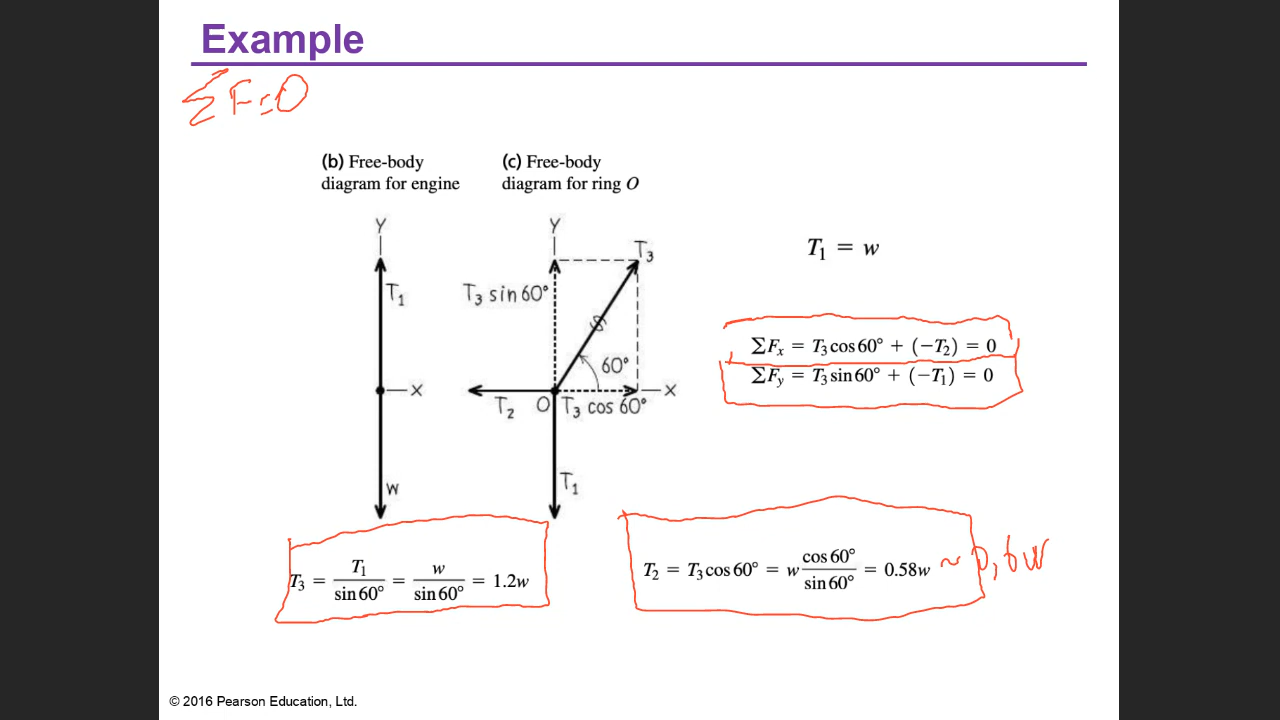 Example
ΣF=0
(b) Free-body
diagram for engine
(c) Free-body
diagram for ring O
Y
T₁
X
W
Y
T₃
T₃ sin 60°
60°
X
T₂ O T₃ cos 60°
T₁
T₁ = w
ΣFₓ = T₃ cos 60° + (−T₂) = 0
ΣFᵧ = T₃ sin 60° + (−T₁) = 0
T₃ = T₁ / sin 60° = w / sin 60° = 1.2w
T₂ = T₃ cos 60° = w cos 60° / sin 60° = 0.58w ~ 0,6w
© 2016 Pearson Education, Ltd.